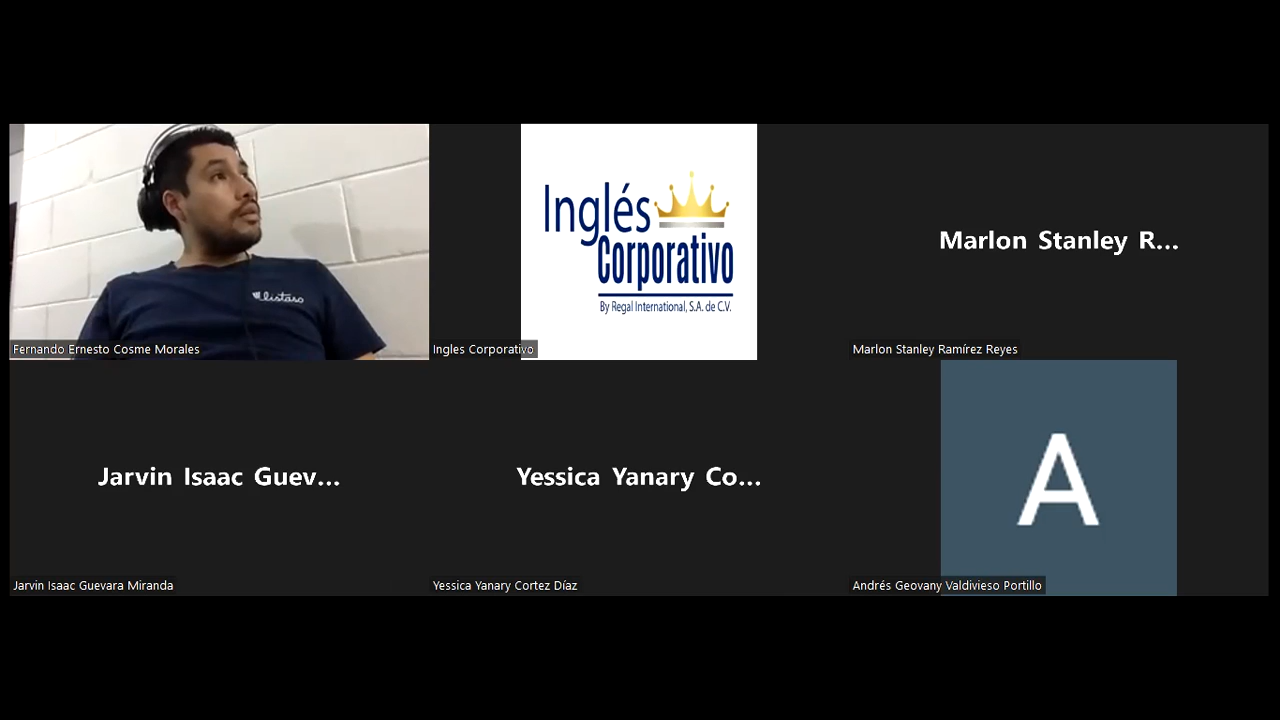 listaso
Fernando Ernesto Cosme Morales
Inglés
Corporativo
By Regal International, S.A. de C.V.
Ingles Corporativo
Marlon Stanley R...
Marlon Stanley Ramírez Reyes
Jarvin Isaac Guev...
Jarvin Isaac Guevara Miranda
Yessica Yanary Co...
Yessica Yanary Cortez Díaz
A
Andrés Geovany Valdivieso Portillo